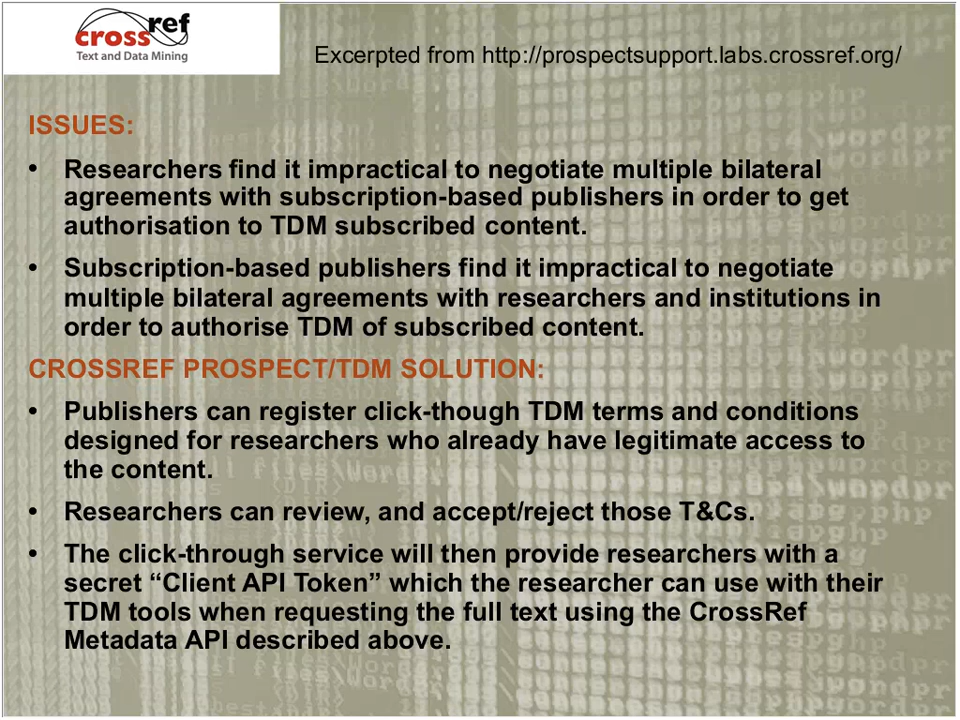 crossref
Text and Data Mining
Excerpted from http://prospectsupport.labs.crossref.org/
ISSUES:
• Researchers find it impractical to negotiate multiple bilateral
agreements with subscription-based publishers in order to get
authorisation to TDM subscribed content.
• Subscription-based publishers find it impractical to negotiate
multiple bilateral agreements with researchers and institutions in
order to authorise TDM of subscribed content.
CROSSREF PROSPECT/TDM SOLUTION:
• Publishers can register click-though TDM terms and conditions
designed for researchers who already have legitimate access to
the content.
• Researchers can review, and accept/reject those T&Cs.
• The click-through service will then provide researchers with a
secret “Client API Token” which the researcher can use with their
TDM tools when requesting the full text using the CrossRef
Metadata API described above.